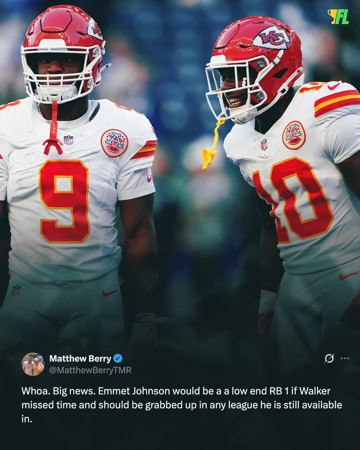 FL
9
10
Matthew Berry
@MatthewBerryTMR
Whoa. Big news. Emmet Johnson would be a a low end RB 1 if Walker
missed time and should be grabbed up in any league he is still available
in.